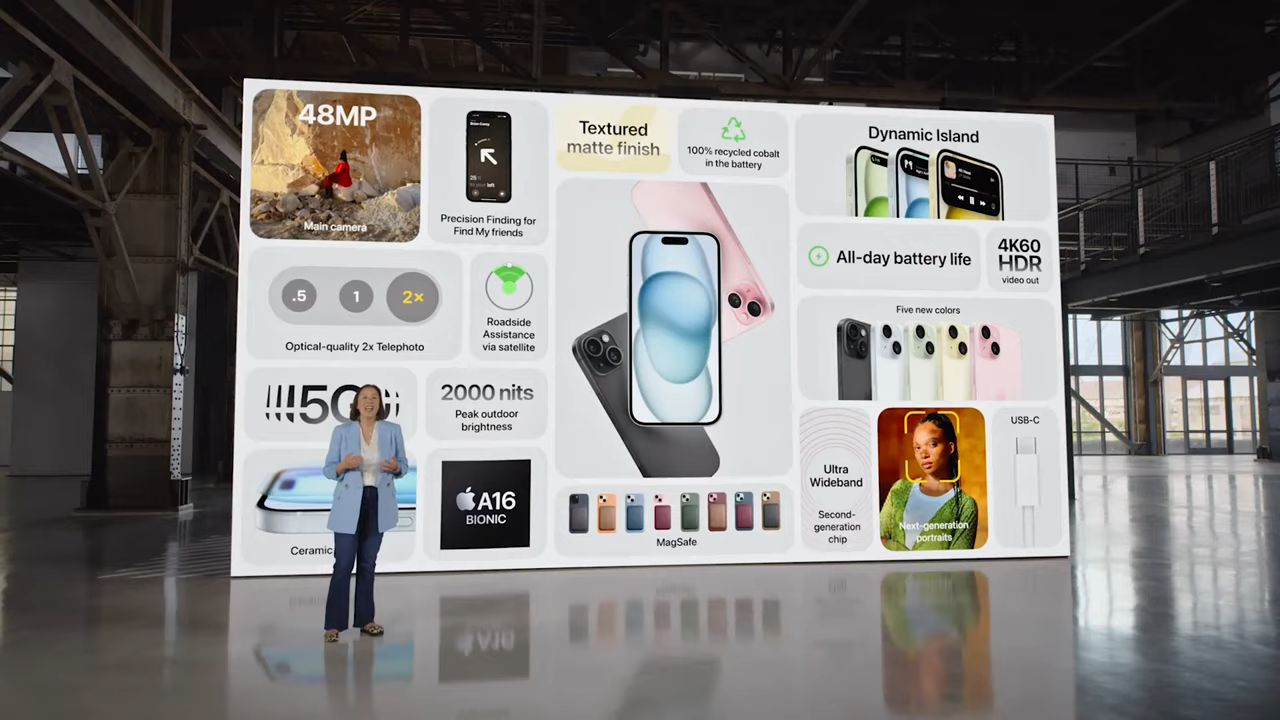 48MP
Main camera
Precision Finding for
Find My friends
Textured
matte finish
100% recycled cobalt
in the battery
Dynamic Island
All-day battery life
4K60
HDR
video out
.5
1
2×
Optical-quality 2x Telephoto
Roadside
Assistance
via satellite
Five new colors
5G
2000 nits
Peak outdoor
brightness
Ceramic
A16
BIONIC
MagSafe
Ultra
Wideband
Second-
generation
chip
Next-generation
portraits
USB-C